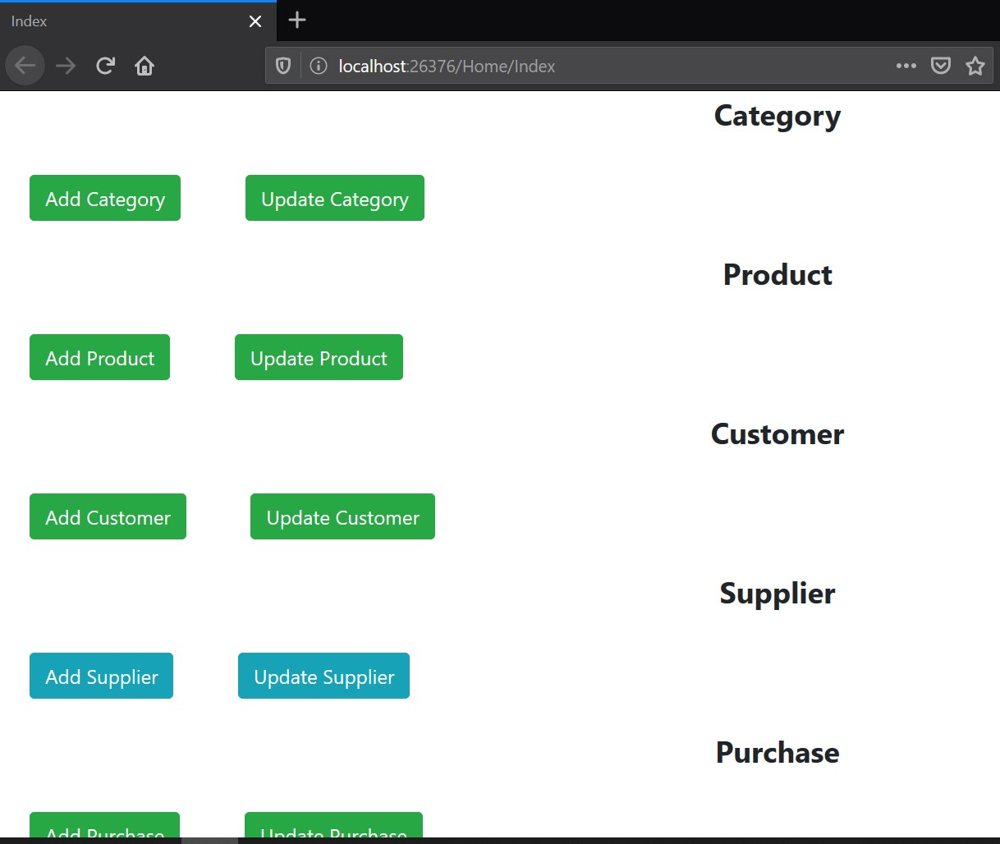 Index
localhost:26376/Home/Index
Category
Add Category Update Category
Product
Add Product Update Product
Customer
Add Customer Update Customer
Supplier
Add Supplier Update Supplier
Purchase
Add Purchase Update Purchase